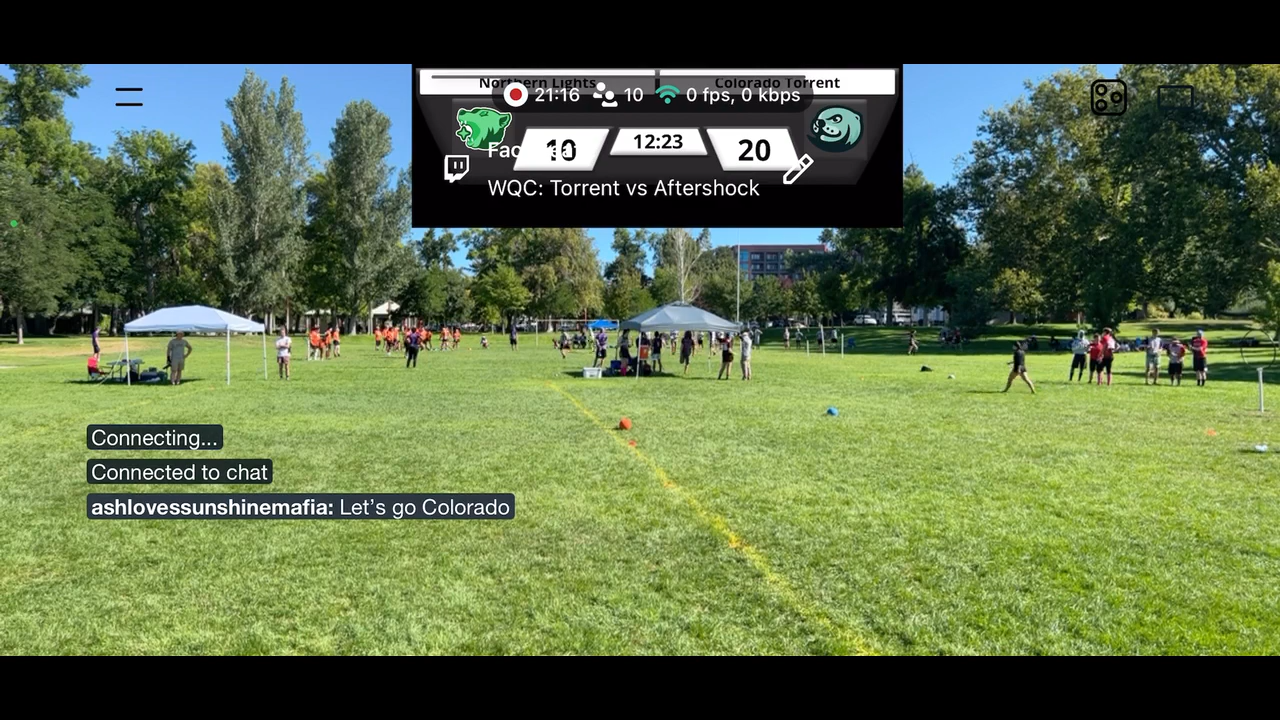 Northern Lights
Colorado Torrent
21:16
10
0 fps, 0 kbps
10
12:23
20
WQC: Torrent vs Aftershock
Connecting...
Connected to chat
ashlovessunshinemafia: Let's go Colorado